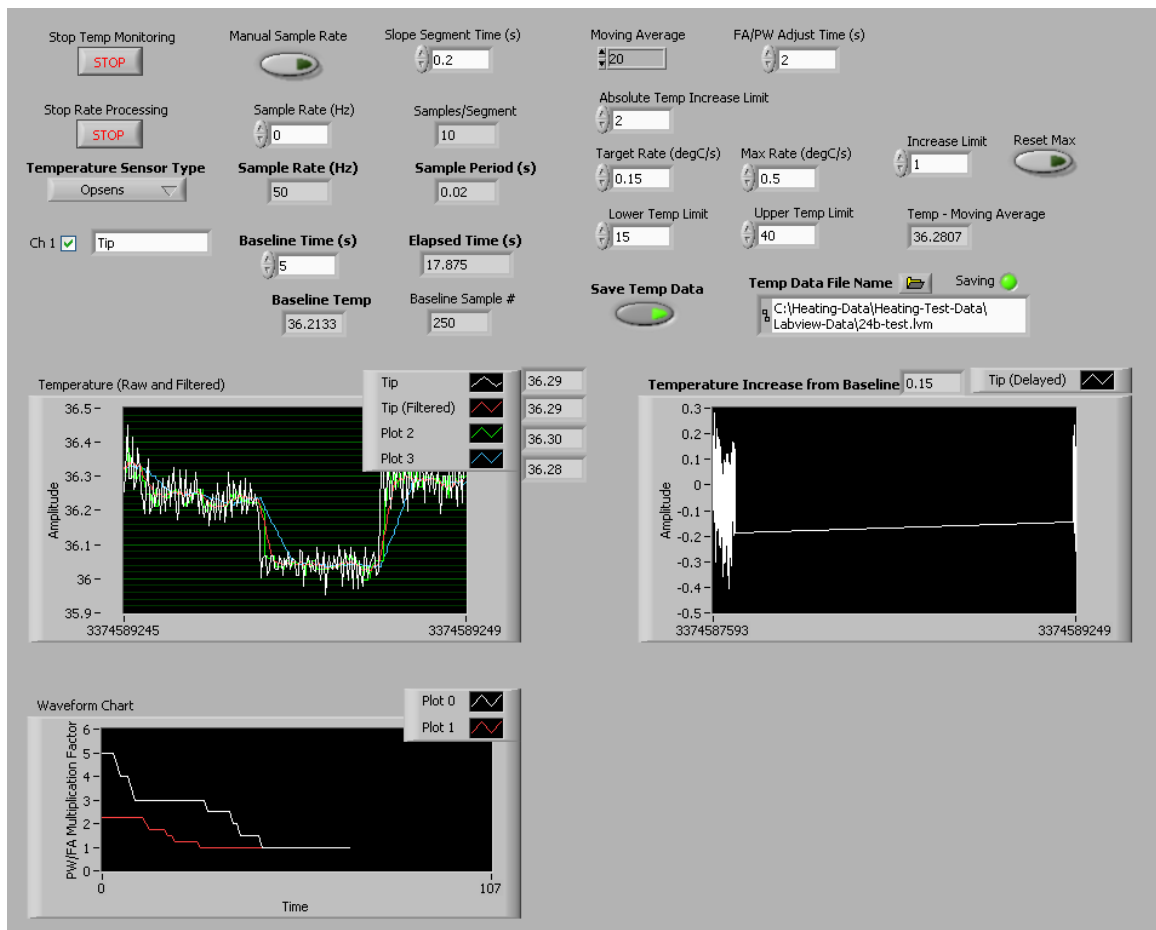 Stop Temp Monitoring
STOP
Manual Sample Rate
Slope Segment Time (s)
0.2
Moving Average
20
FA/PW Adjust Time (s)
2
Stop Rate Processing
STOP
Sample Rate (Hz)
0
Samples/Segment
10
Absolute Temp Increase Limit
2
Temperature Sensor Type
Opsens
Sample Rate (Hz)
50
Sample Period (s)
0.02
Target Rate (degC/s)
0.15
Max Rate (degC/s)
0.5
Increase Limit
1
Reset Max
Ch 1
Tip
Baseline Time (s)
5
Elapsed Time (s)
17.875
Lower Temp Limit
15
Upper Temp Limit
40
Temp - Moving Average
36.2807
Baseline Temp
36.2133
Baseline Sample #
250
Save Temp Data
Temp Data File Name
Saving
C:\Heating-Data\Heating-Test-Data\
Labview-Data\24b-test.lvm
Temperature (Raw and Filtered)
Tip
36.29
Tip (Filtered)
36.29
Plot 2
36.30
Plot 3
36.28
Amplitude
36.5
36.4
36.3
36.2
36.1
36
35.9
3374589245
3374589249
Temperature Increase from Baseline
0.15
Tip (Delayed)
Amplitude
0.3
0.2
0.1
0
-0.1
-0.2
-0.3
-0.4
-0.5
3374587593
3374589249
Waveform Chart
Plot 0
Plot 1
PW/FA Multiplication Factor
6
5
4
3
2
1
0
0
107
Time